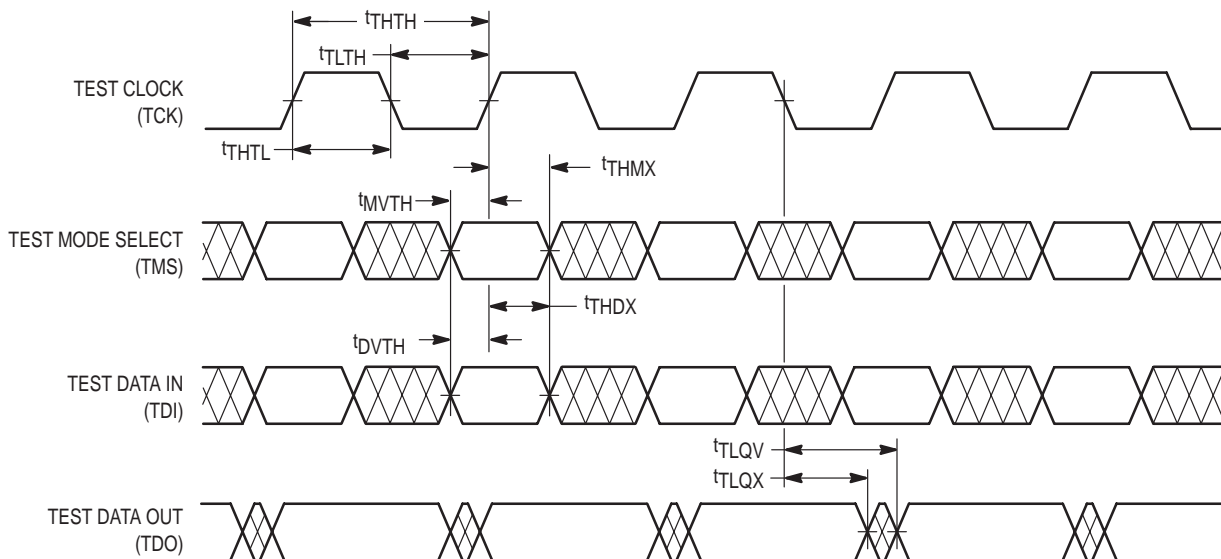 tTHTH
tTLTH
TEST CLOCK
(TCK)
tTHTL
tTHMX
tMVTH
TEST MODE SELECT
(TMS)
tTHDX
tDVTH
TEST DATA IN
(TDI)
tTLQV
tTLQX
TEST DATA OUT
(TDO)